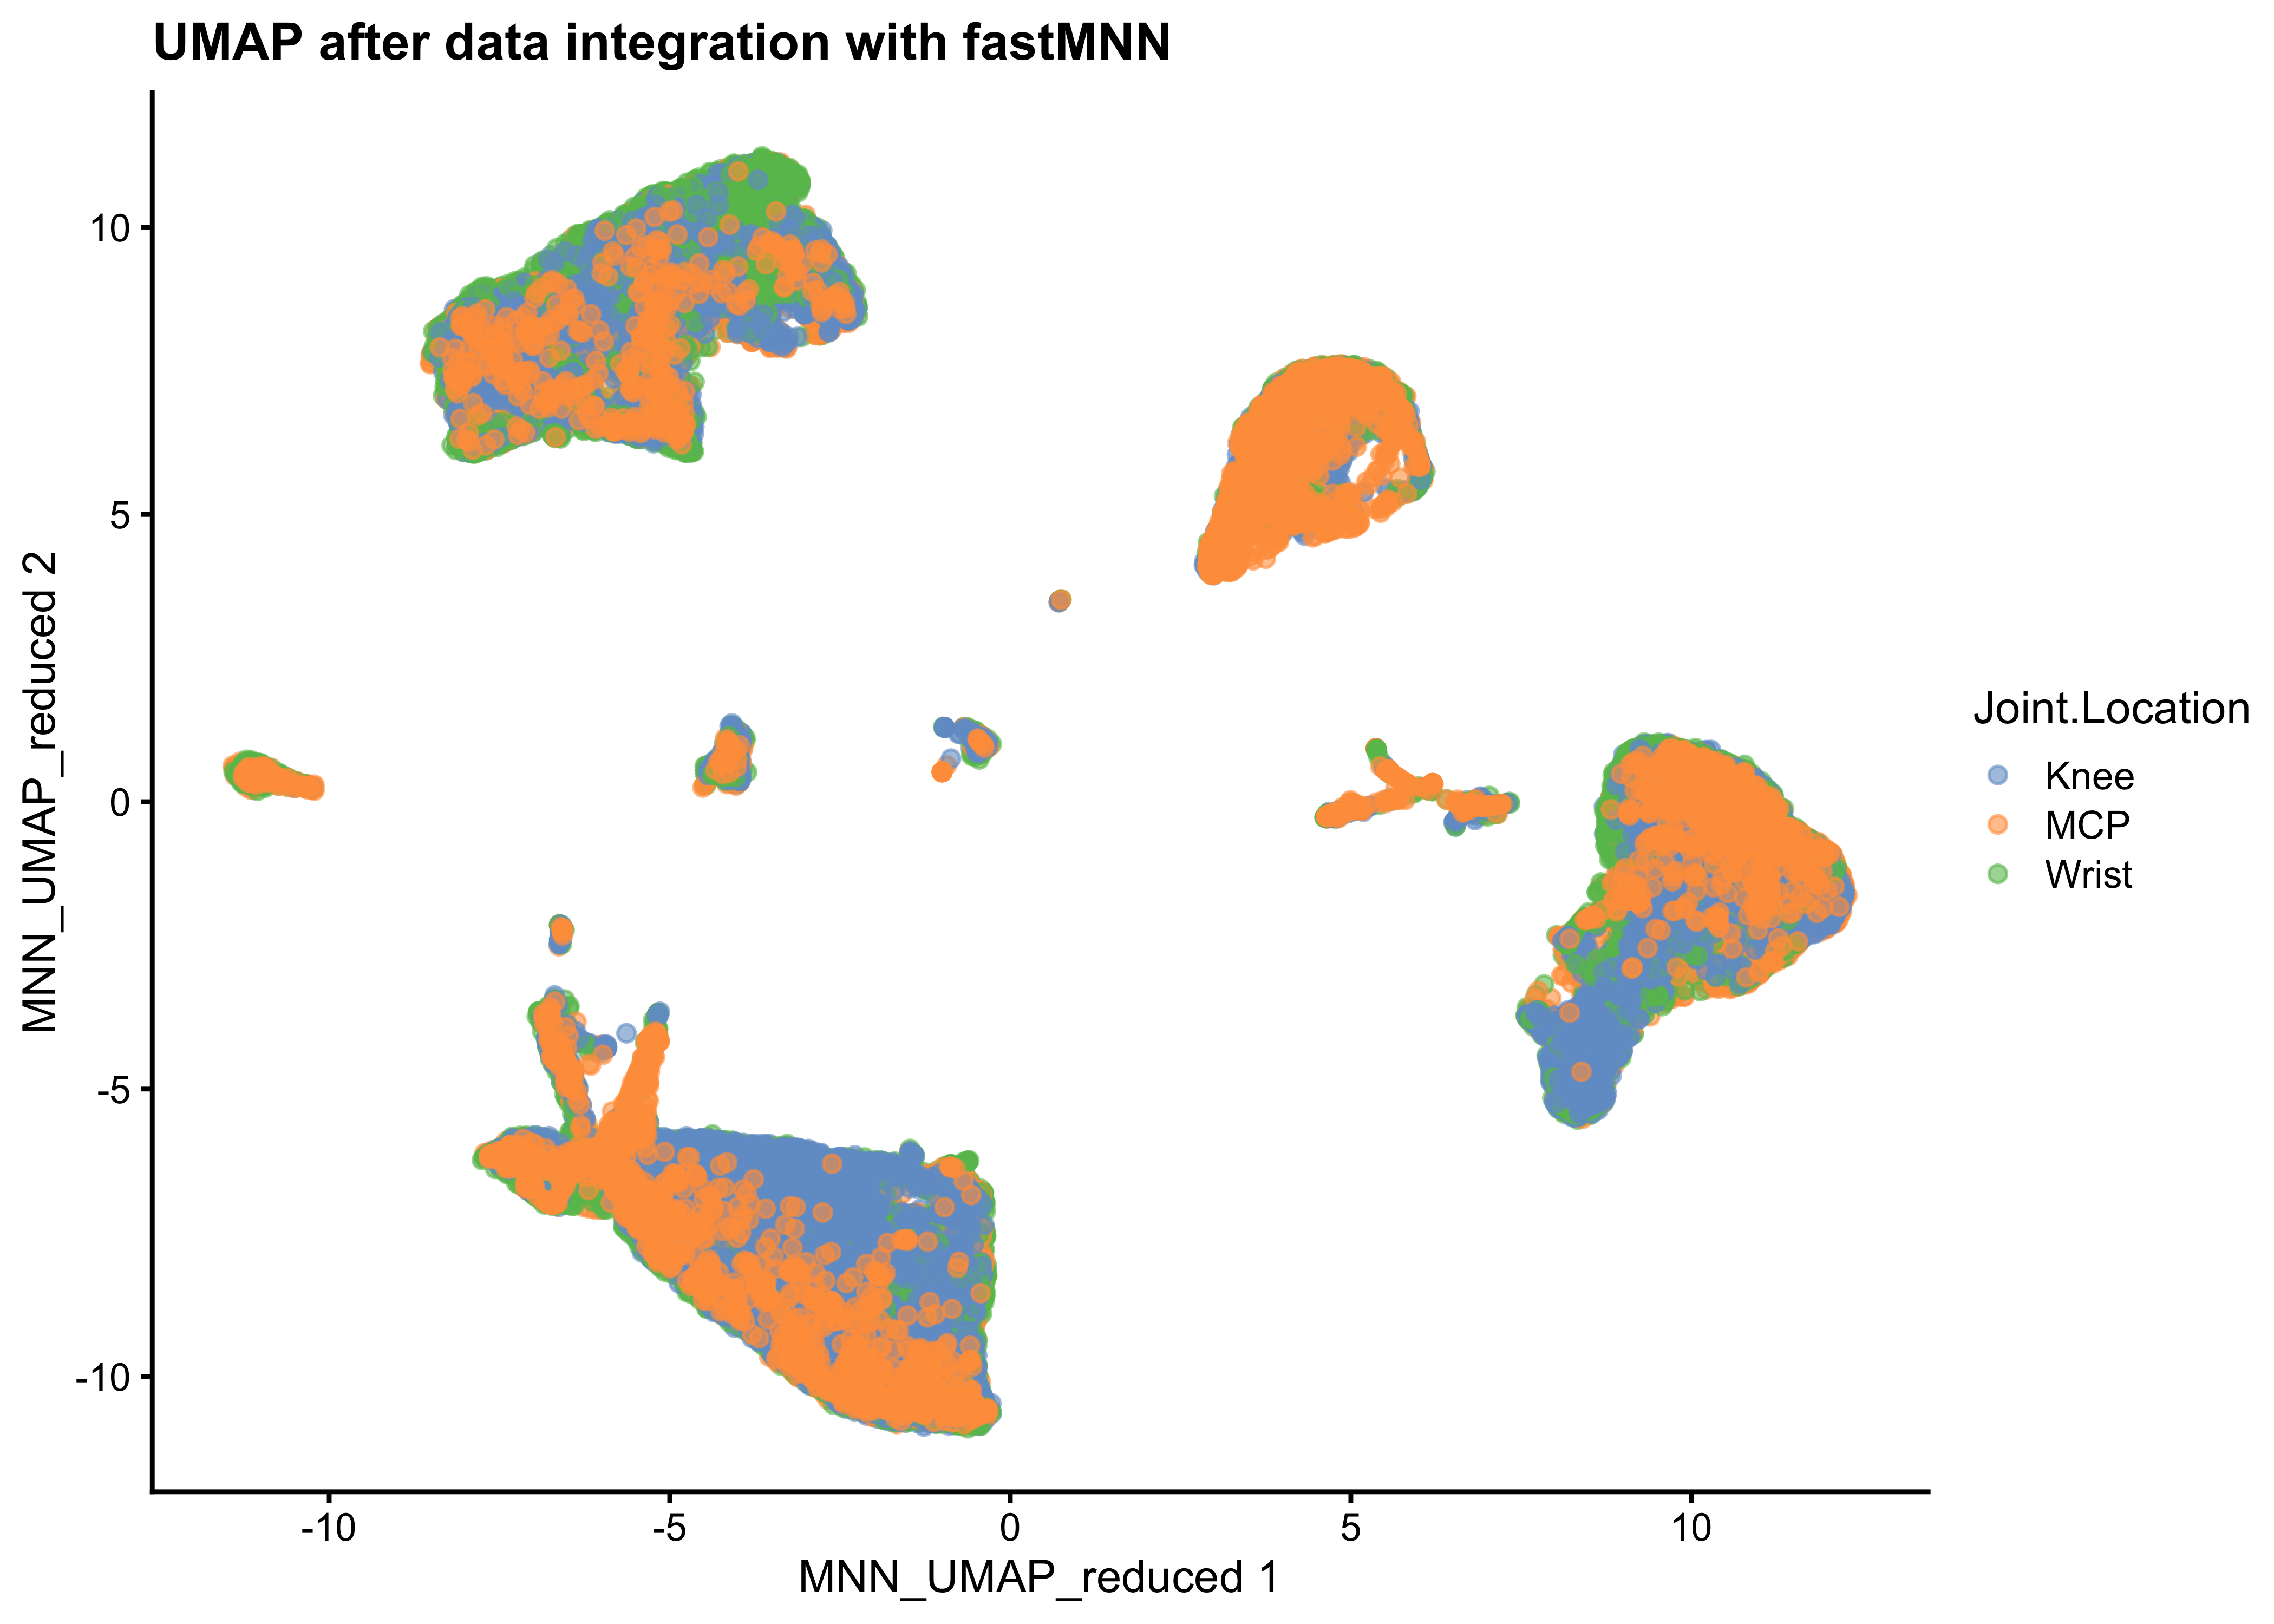 UMAP after data integration with fastMNN
MNN_UMAP_reduced 2
10
5
0
-5
-10
-10
-5
0
5
10
MNN_UMAP_reduced 1
Joint.Location
Knee
MCP
Wrist